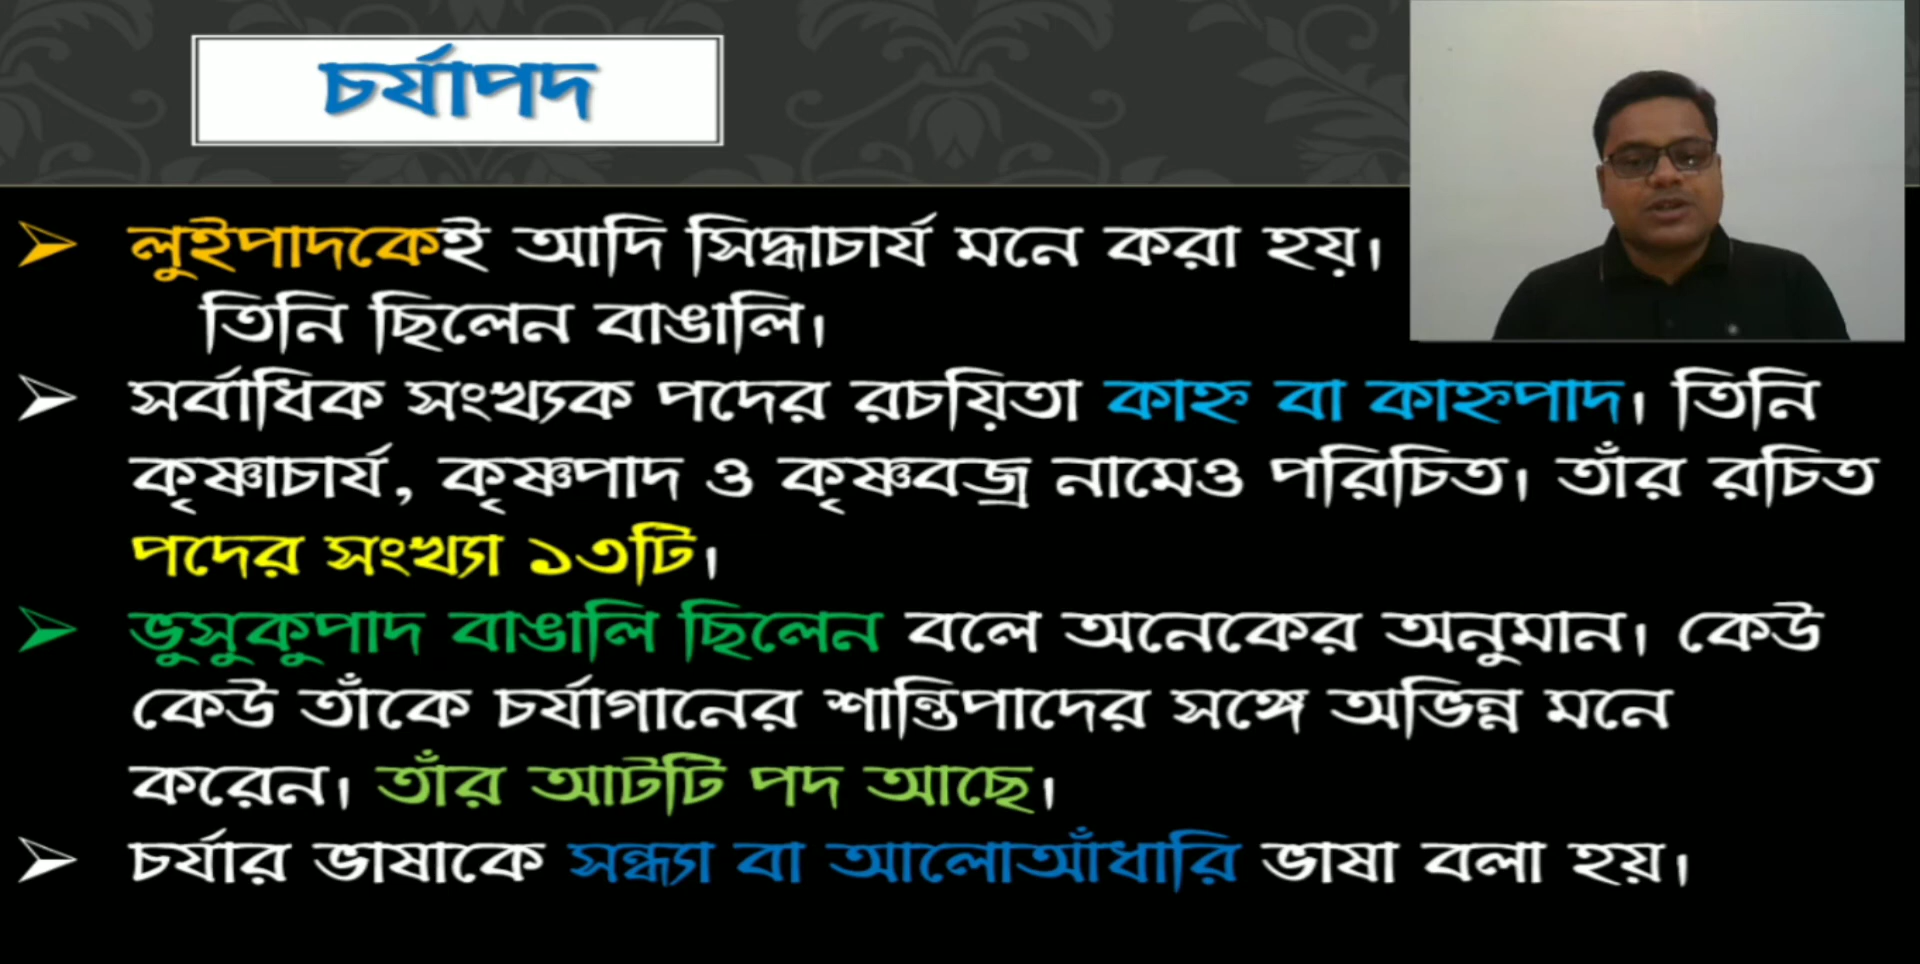 চর্যাপদ
লুইপাদকেই আদি সিদ্ধাচার্য মনে করা হয়।
তিনি ছিলেন বাঙালি।
সর্বাধিক সংখ্যক পদের রচয়িতা কাহ্ন বা কাহ্নপাদ। তিনি
কৃষ্ণাচার্য, কৃষ্ণপাদ ও কৃষ্ণবজ্র নামেও পরিচিত। তাঁর রচিত
পদের সংখ্যা ১৩টি।
ভুসুকুপাদ বাঙালি ছিলেন বলে অনেকের অনুমান। কেউ
কেউ তাঁকে চর্যাগানের শান্তিপাদের সঙ্গে অভিন্ন মনে
করেন। তাঁর আটটি পদ আছে।
চর্যার ভাষাকে সন্ধ্যা বা আলোআঁধারি ভাষা বলা হয়।